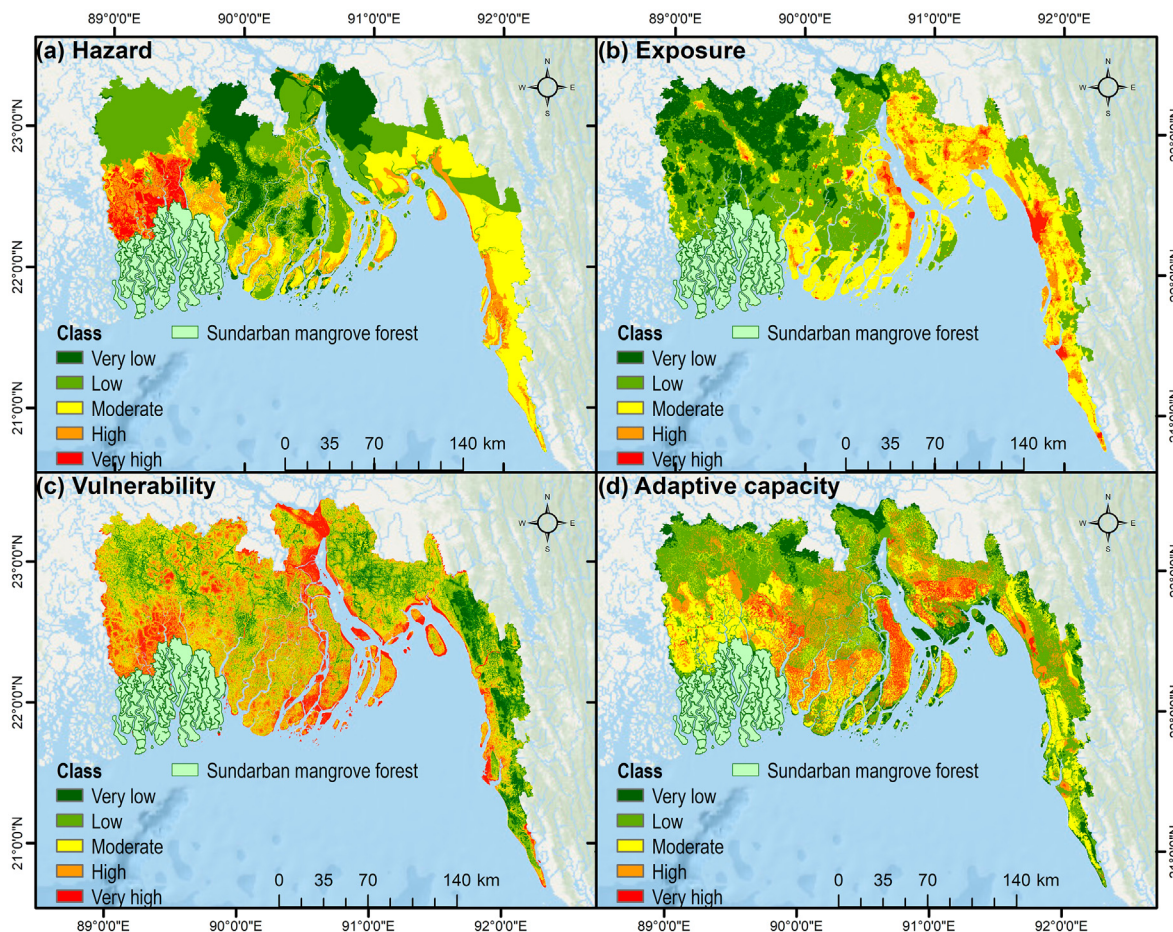 89°0'0"E 90°0'0"E 91°0'0"E 92°0'0"E 89°0'0"E 90°0'0"E 91°0'0"E 92°0'0"E
(a) Hazard
N
W E
S
23°0'0"N
22°0'0"N
21°0'0"N
Class
Sundarban mangrove forest
Very low
Low
Moderate
High
Very high
0 35 70 140 km
(b) Exposure
N
W E
S
Class
Sundarban mangrove forest
Very low
Low
Moderate
High
Very high
0 35 70 140 km
(c) Vulnerability
N
W E
S
23°0'0"N
22°0'0"N
21°0'0"N
Class
Sundarban mangrove forest
Very low
Low
Moderate
High
Very high
0 35 70 140 km
(d) Adaptive capacity
N
W E
S
Class
Sundarban mangrove forest
Very low
Low
Moderate
High
Very high
0 35 70 140 km
89°0'0"E 90°0'0"E 91°0'0"E 92°0'0"E 89°0'0"E 90°0'0"E 91°0'0"E 92°0'0"E